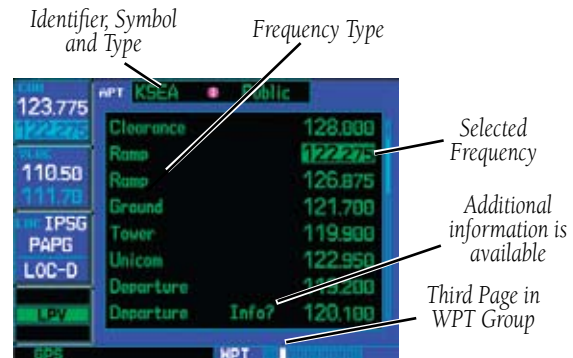 Identifier, Symbol
and Type
Frequency Type
COM
123.775
122.275
VLOC
110.50
111.70
LOC IPSG
PAPG
LOC-D
LPV
GPS
APT KSEA Public
Clearance 128.000
Ramp 122.275
Ramp 126.875
Ground 121.700
Tower 119.900
Unicom 122.950
Departure
Departure Info? 120.100
WPT
Selected
Frequency
Additional
information is
available
Third Page in
WPT Group